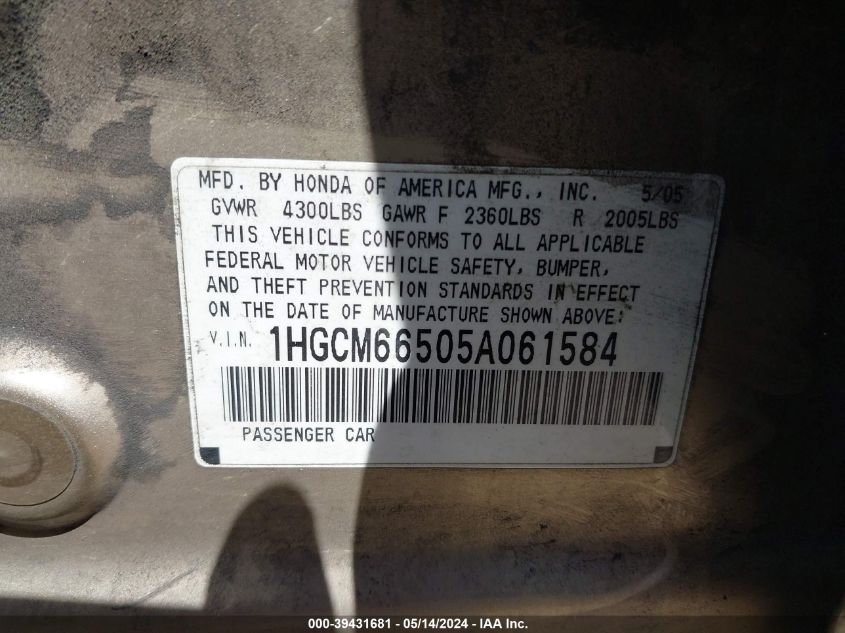 MFD. BY HONDA OF AMERICA MFG., INC. 5/05
GVWR 4300LBS GAWR F 2360LBS R 2005LBS
THIS VEHICLE CONFORMS TO ALL APPLICABLE
FEDERAL MOTOR VEHICLE SAFETY, BUMPER,
AND THEFT PREVENTION STANDARDS IN EFFECT
ON THE DATE OF MANUFACTURE SHOWN ABOVE:
V.I.N. 1HGCM66505A061584
PASSENGER CAR
000-39431681 - 05/14/2024 - IAA Inc.